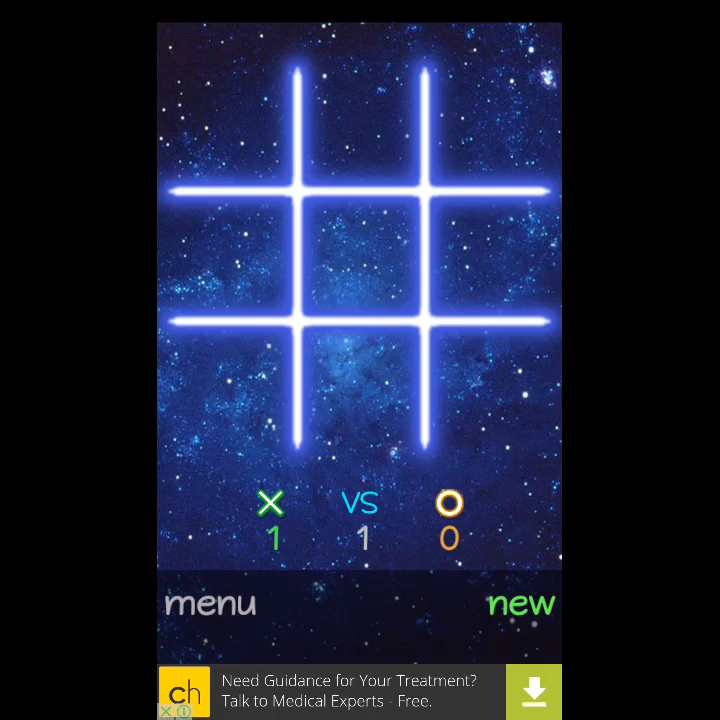 X VS O
1 1 0
menu new
ch
Need Guidance for Your Treatment?
Talk to Medical Experts - Free.